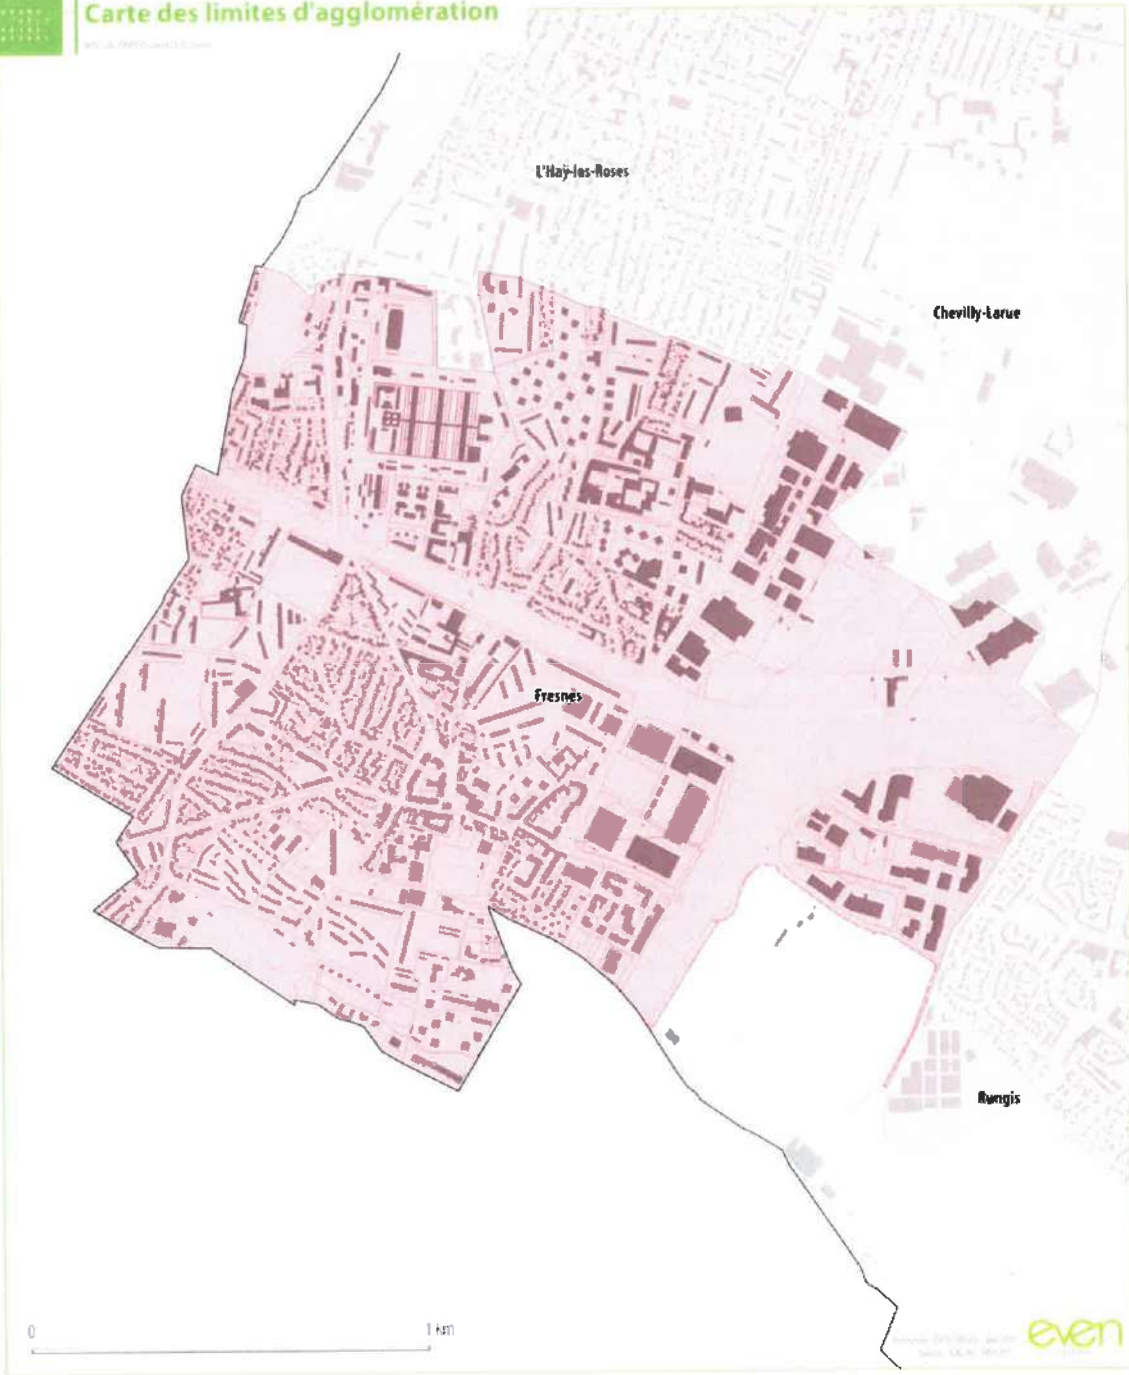 Carte des limites d'agglomération
L'Haÿ-les-Roses
Chevilly-Larue
Fresnes
Rungis
0
1 km
even